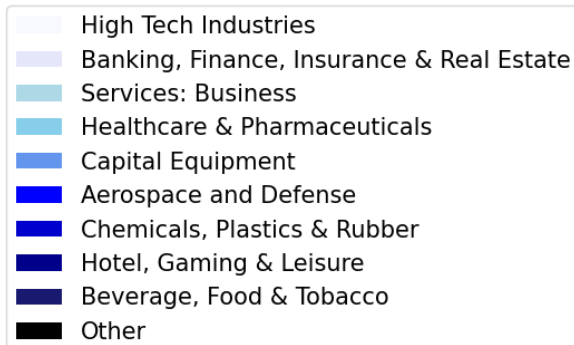 High Tech Industries
Banking, Finance, Insurance & Real Estate
Services: Business
Healthcare & Pharmaceuticals
Capital Equipment
Aerospace and Defense
Chemicals, Plastics & Rubber
Hotel, Gaming & Leisure
Beverage, Food & Tobacco
Other